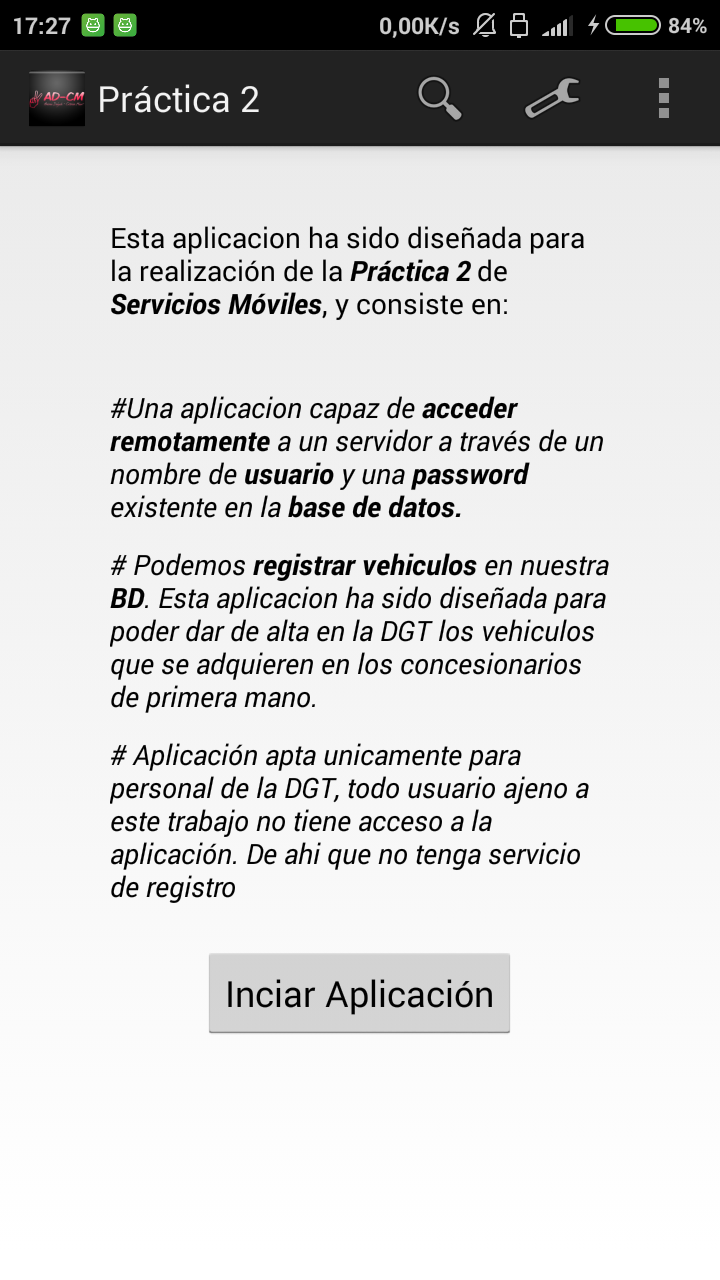 17:27
0,00K/s
84%
AD-CM
Práctica 2
Esta aplicacion ha sido diseñada para
la realización de la Práctica 2 de
Servicios Móviles, y consiste en:
#Una aplicacion capaz de acceder
remotamente a un servidor a través de un
nombre de usuario y una password
existente en la base de datos.
# Podemos registrar vehiculos en nuestra
BD. Esta aplicacion ha sido diseñada para
poder dar de alta en la DGT los vehiculos
que se adquieren en los concesionarios
de primera mano.
# Aplicación apta unicamente para
personal de la DGT, todo usuario ajeno a
este trabajo no tiene acceso a la
aplicación. De ahi que no tenga servicio
de registro
Inciar Aplicación